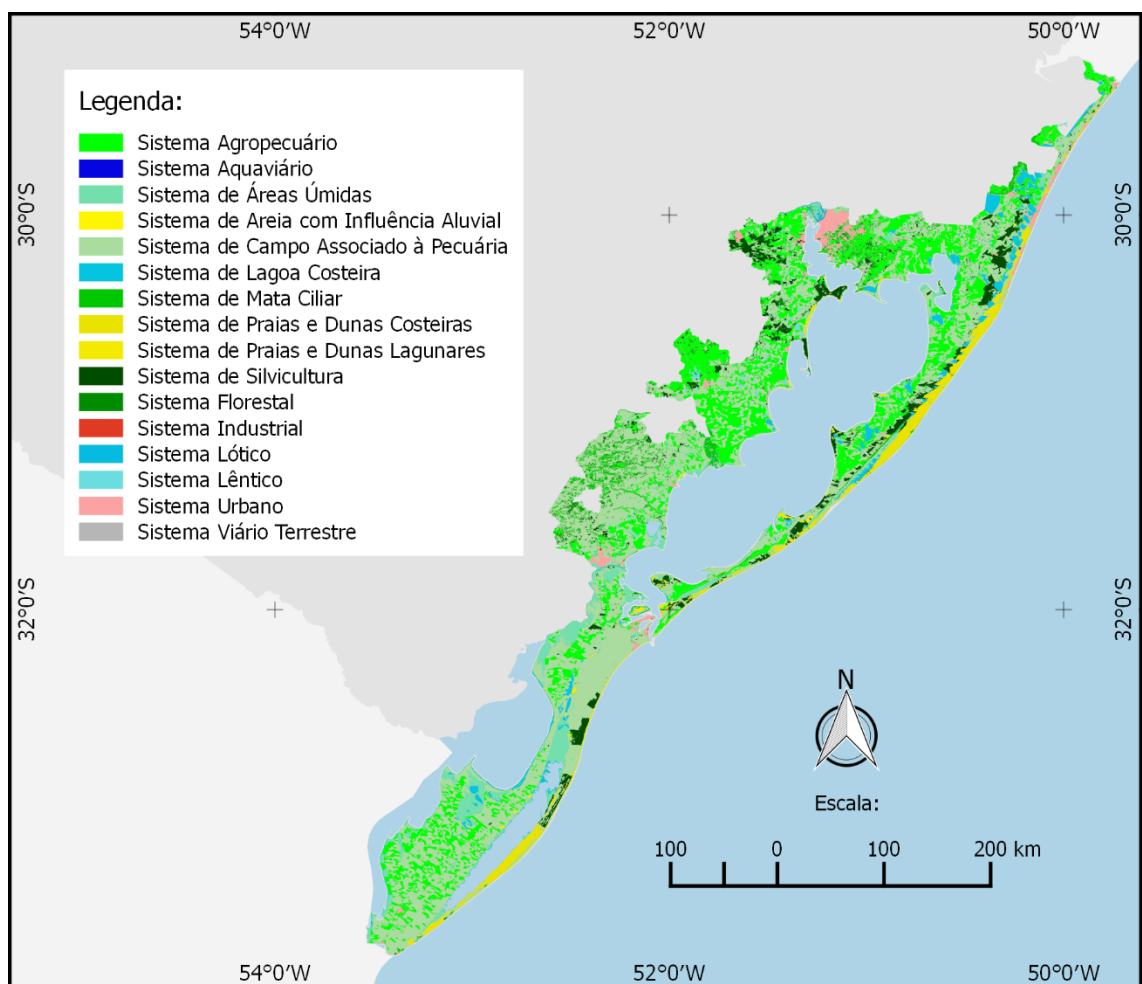 54°0'W 52°0'W 50°0'W
Legenda:
Sistema Agropecuário
Sistema Aquaviário
Sistema de Áreas Úmidas
Sistema de Areia com Influência Aluvial
Sistema de Campo Associado à Pecuária
Sistema de Lagoa Costeira
Sistema de Mata Ciliar
Sistema de Praias e Dunas Costeiras
Sistema de Praias e Dunas Lagunares
Sistema de Silvicultura
Sistema Florestal
Sistema Industrial
Sistema Lótico
Sistema Lêntico
Sistema Urbano
Sistema Viário Terrestre
30°0'S
30°0'S
32°0'S
32°0'S
N
Escala:
100 0 100 200 km
54°0'W 52°0'W 50°0'W